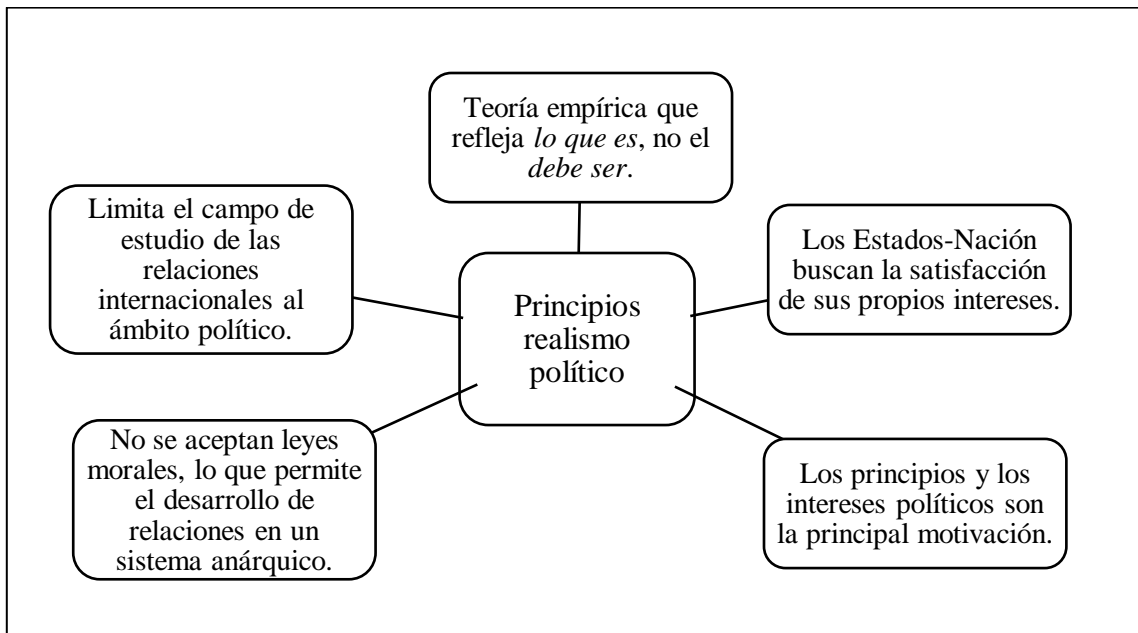 Teoría empírica que
refleja lo que es, no el
debe ser.
Limita el campo de
estudio de las
relaciones
internacionales al
ámbito político.
Los Estados-Nación
buscan la satisfacción
de sus propios intereses.
Principios
realismo
político
No se aceptan leyes
morales, lo que permite
el desarrollo de
relaciones en un
sistema anárquico.
Los principios y los
intereses políticos son
la principal motivación.